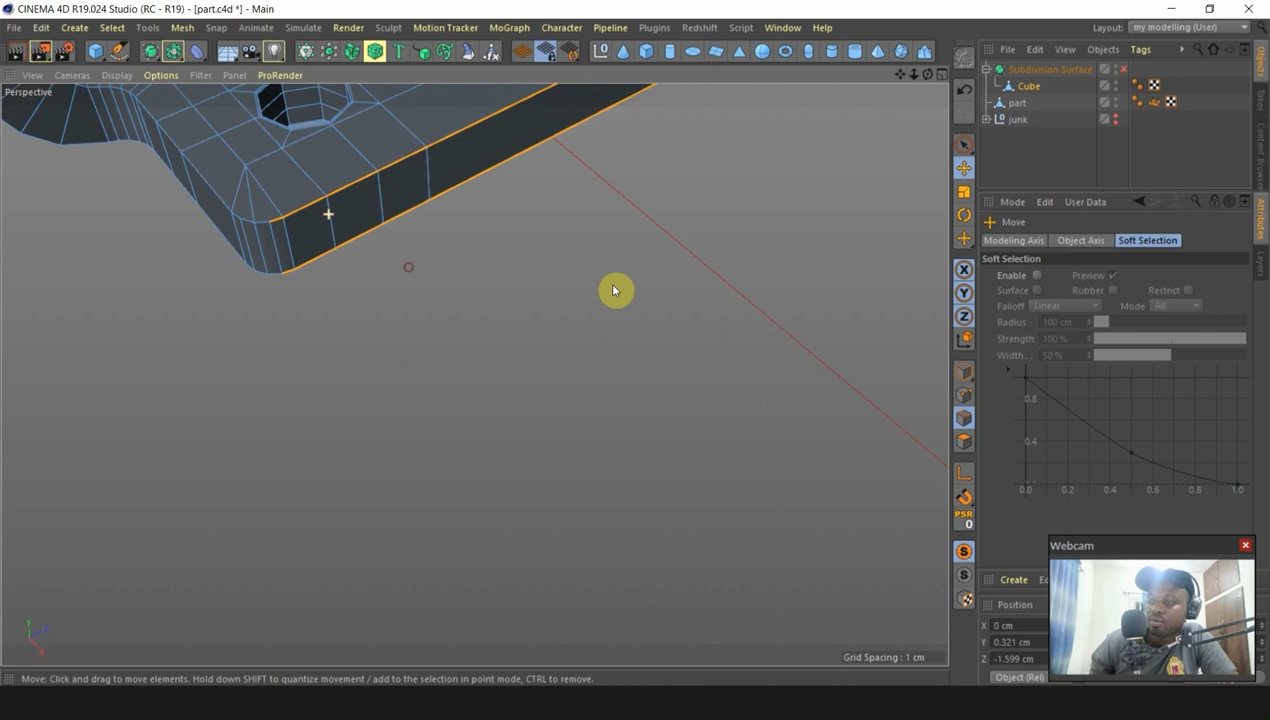 CINEMA 4D R19.024 Studio (RC - R19) - [part.c4d *] - Main
File Edit Create Select Tools Mesh Snap Animate Simulate Render Sculpt Motion Tracker MoGraph Character Pipeline Plugins Redshift Script Window Help Layout: my modelling (User)
File Edit View Objects Tags
View Cameras Display Options Filter Panel ProRender
Perspective
Subdivision Surface
Cube
part
junk
Mode Edit User Data
Move
Modeling Axis Object Axis Soft Selection
Soft Selection
Enable Preview
Surface Rubber Restrict
Falloff Linear Mode All
Radius 100 cm
Strength 100 %
Width . . 50 %
0.8
0.4
0.0 0.2 0.4 0.6 0.8 1.0
PSR
0
X
Y
Z
S
S
Objects
Takes
Content Browser
Attributes
Layers
Webcam
Create
Position
X 0 cm
Y 0.321 cm
Z -1.599 cm
Object (Rel)
Grid Spacing : 1 cm
Move: Click and drag to move elements. Hold down SHIFT to quantize movement / add to the selection in point mode, CTRL to remove.